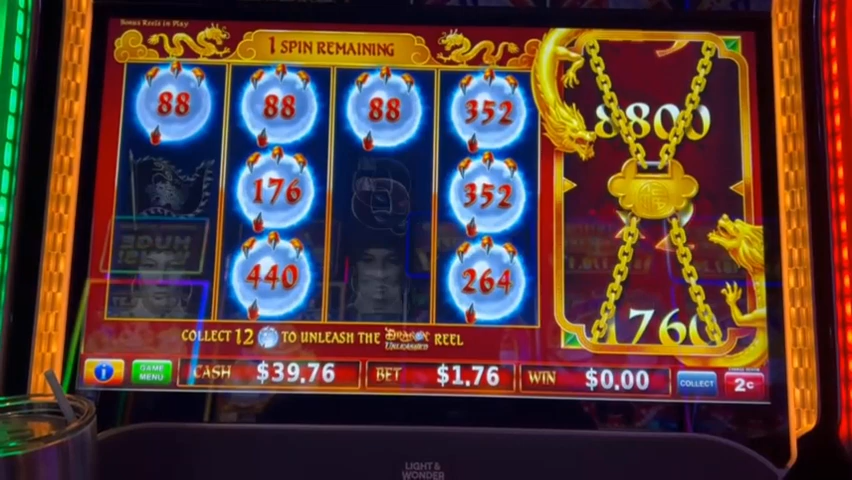 Bonus Reels in Play
1 SPIN REMAINING
88 88 88 352
176 352
440 264
8800
1760
COLLECT 12 TO UNLEASH THE DRAGON UNLEASHED REEL
i GAME MENU CASH $39.76 BET $1.76 WIN $0.00 COLLECT 2¢
LIGHT & WONDER